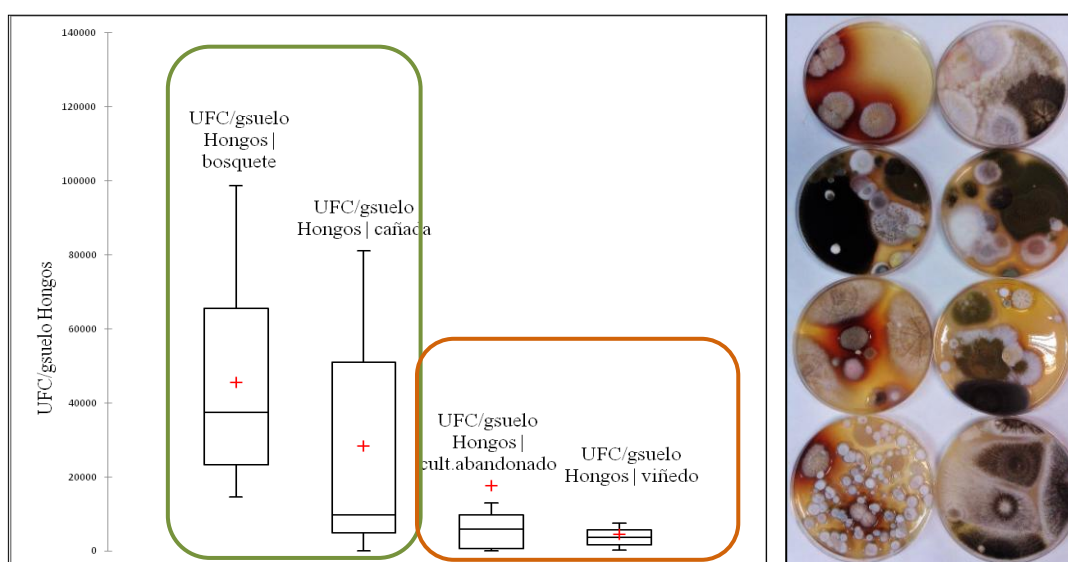 140000
120000
100000
80000
60000
40000
20000
0
UFC/gsuelo Hongos
UFC/gsuelo
Hongos |
bosquete
UFC/gsuelo
Hongos | cañada
UFC/gsuelo
Hongos |
cult.abandonado
UFC/gsuelo
Hongos | viñedo